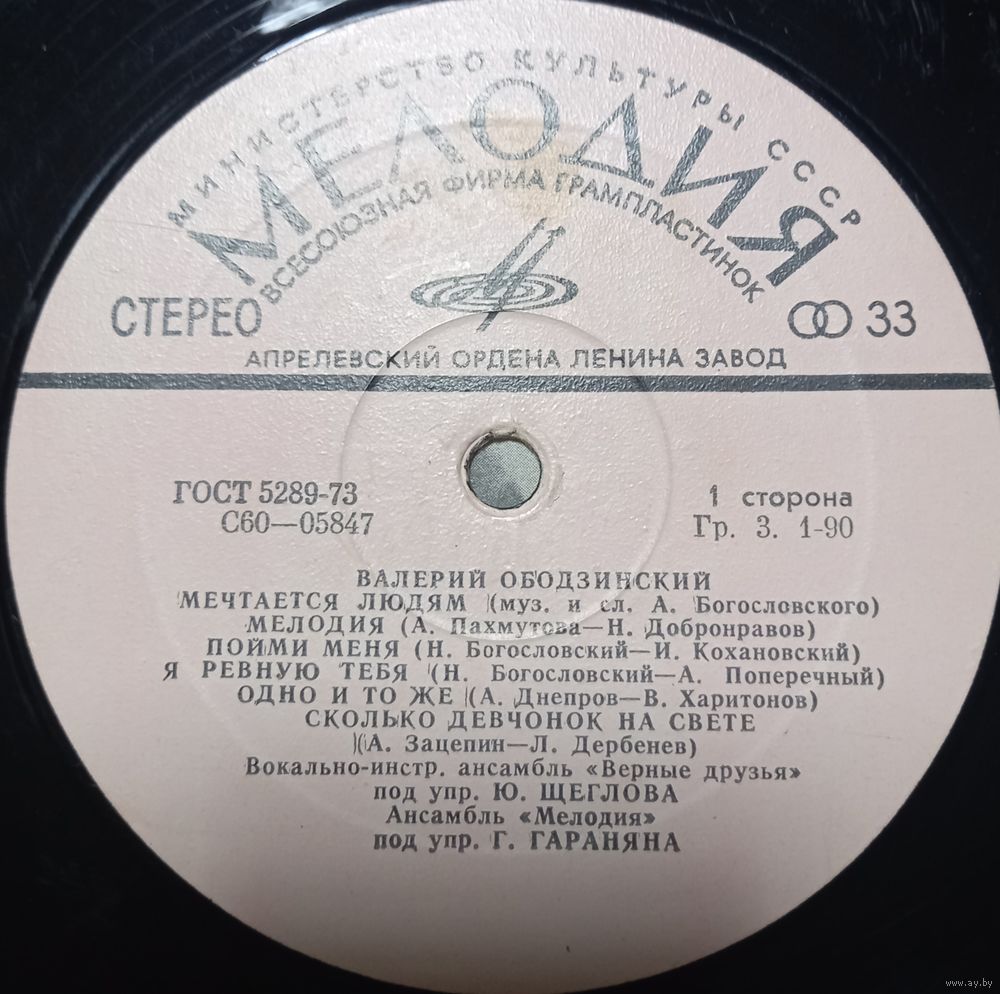 МИНИСТЕРСТВО КУЛЬТУРЫ СССР
МЕЛОДИЯ
ВСЕСОЮЗНАЯ ФИРМА ГРАМПЛАСТИНОК
СТЕРЕО
33
АПРЕЛЕВСКИЙ ОРДЕНА ЛЕНИНА ЗАВОД
ГОСТ 5289-73
С60—05847
1 сторона
Гр. 3. 1-90
ВАЛЕРИЙ ОБОДЗИНСКИЙ
МЕЧТАЕТСЯ ЛЮДЯМ (муз. и сл. А. Богословского)
МЕЛОДИЯ (А. Пахмутова—Н. Добронравов)
ПОЙМИ МЕНЯ (Н. Богословский—И. Кохановский)
Я РЕВНУЮ ТЕБЯ (Н. Богословский—А. Поперечный)
ОДНО И ТО ЖЕ (А. Днепров—В. Харитонов)
СКОЛЬКО ДЕВЧОНОК НА СВЕТЕ
(А. Зацепин—Л. Дербенев)
Вокально-инстр. ансамбль «Верные друзья»
под упр. Ю. ЩЕГЛОВА
Ансамбль «Мелодия»
под упр. Г. ГАРАНЯНА
www.ay.by